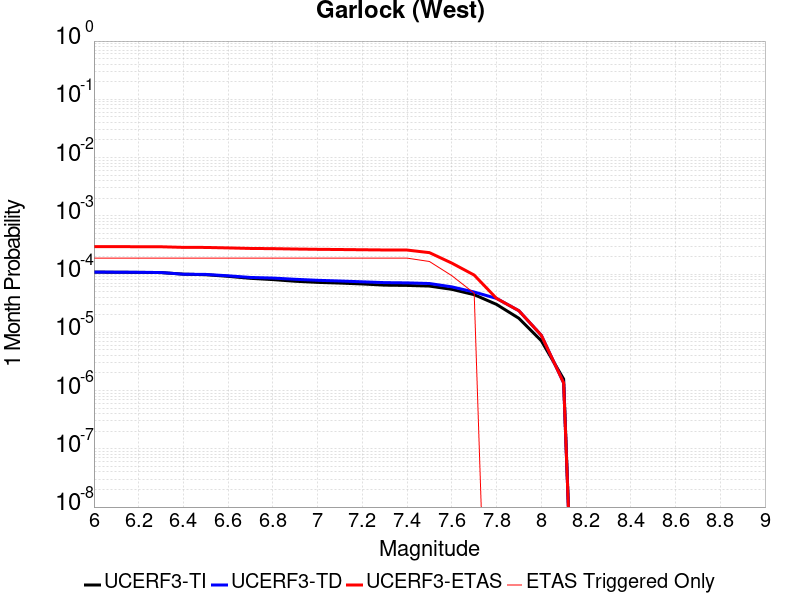 Garlock (West)
10^0
10^-1
10^-2
10^-3
10^-4
10^-5
10^-6
10^-7
10^-8
1 Month Probability
6 6.2 6.4 6.6 6.8 7 7.2 7.4 7.6 7.8 8 8.2 8.4 8.6 8.8 9
Magnitude
UCERF3-TI UCERF3-TD UCERF3-ETAS ETAS Triggered Only